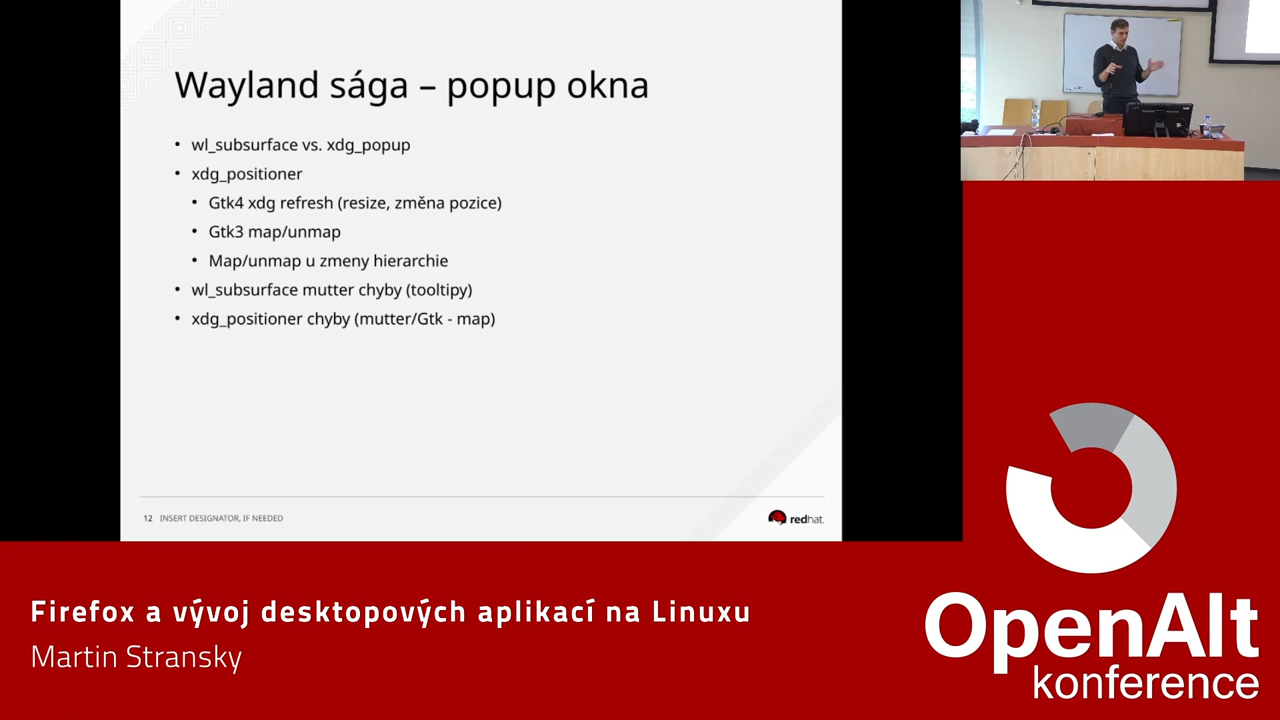 Wayland sága – popup okna
• wl_subsurface vs. xdg_popup
• xdg_positioner
• Gtk4 xdg refresh (resize, změna pozice)
• Gtk3 map/unmap
• Map/unmap u zmeny hierarchie
• wl_subsurface mutter chyby (tooltipy)
• xdg_positioner chyby (mutter/Gtk - map)
12 INSERT DESIGNATOR, IF NEEDED
redhat.
Firefox a vývoj desktopových aplikací na Linuxu
Martin Stransky
OpenAlt
konference